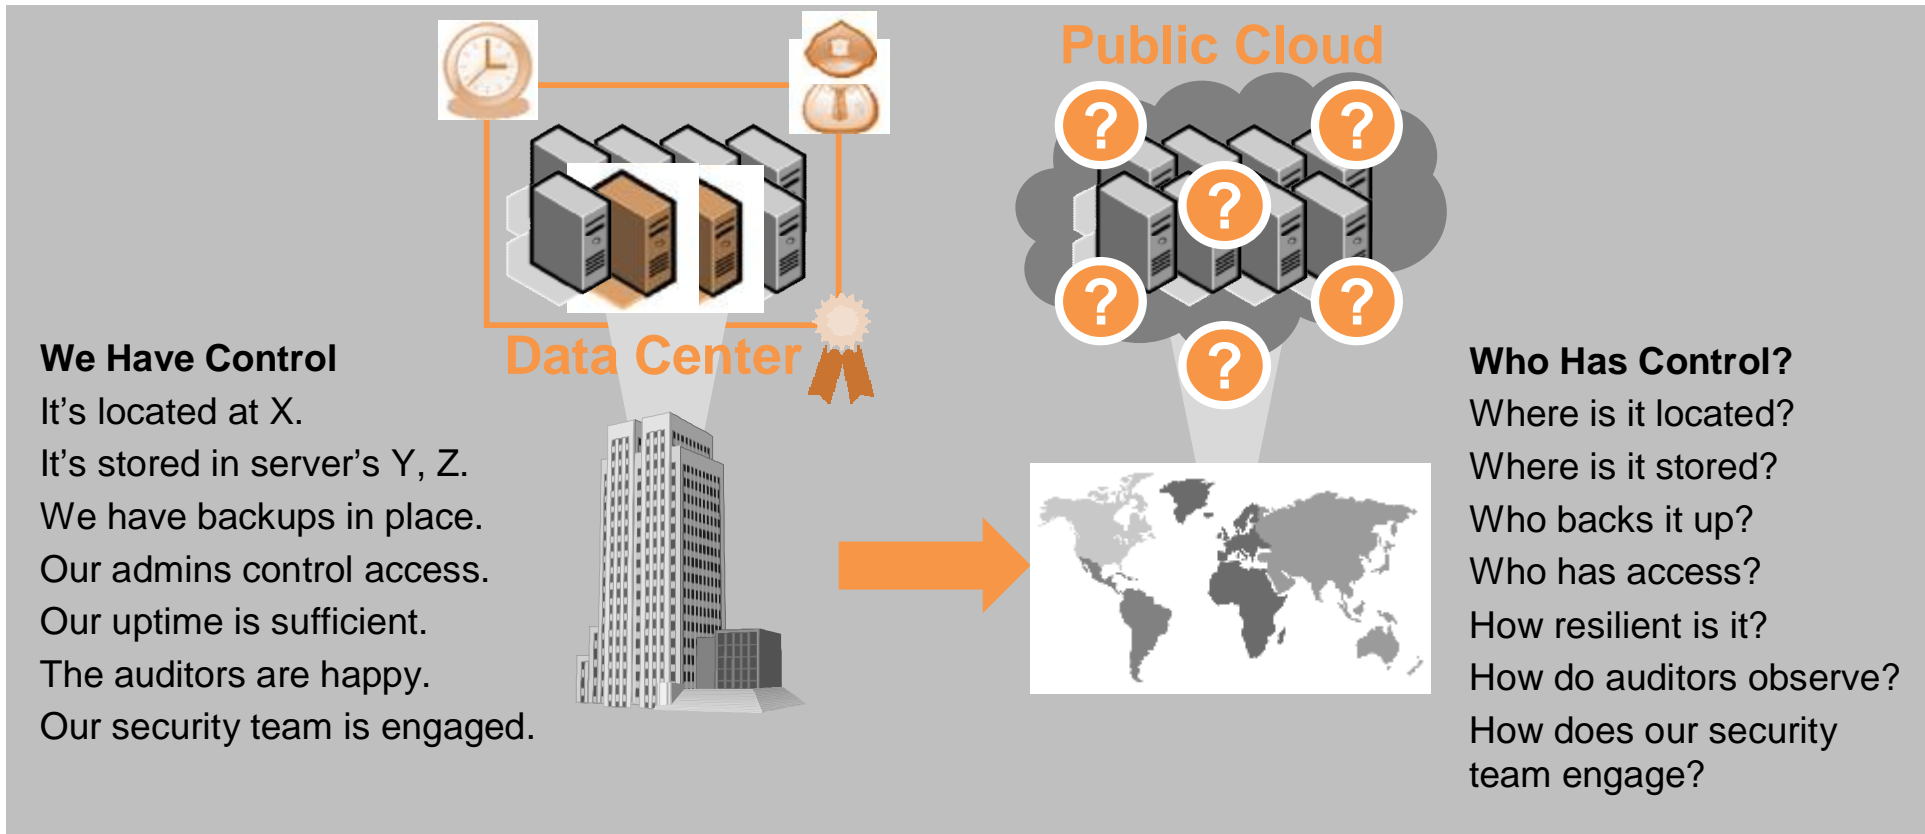 Public Cloud
?
?
?
?
?
?
Data Center
We Have Control
It’s located at X.
It’s stored in server’s Y, Z.
We have backups in place.
Our admins control access.
Our uptime is sufficient.
The auditors are happy.
Our security team is engaged.
Who Has Control?
Where is it located?
Where is it stored?
Who backs it up?
Who has access?
How resilient is it?
How do auditors observe?
How does our security
team engage?